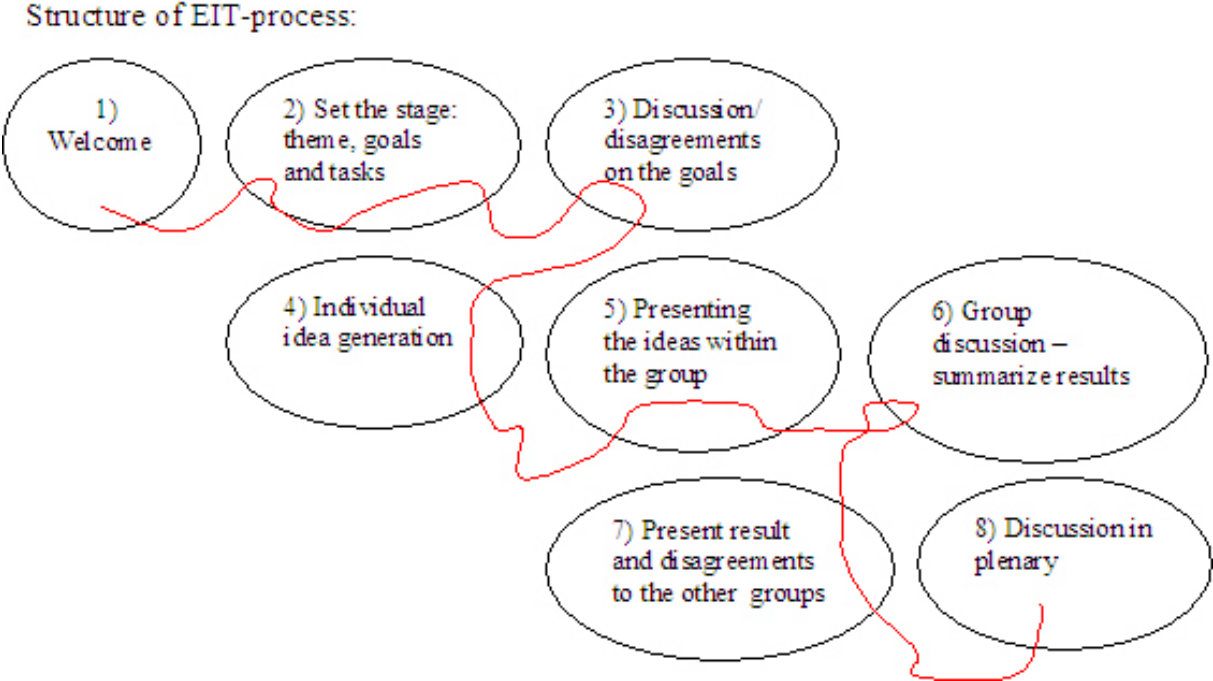 Structure of EIT-process:
1)
Welcome
2) Set the stage:
theme, goals
and tasks
3) Discussion/
disagreements
on the goals
4) Individual
idea generation
5) Presenting
the ideas within
the group
6) Group
discussion –
summarize results
7) Present result
and disagreements
to the other groups
8) Discussion in
plenary